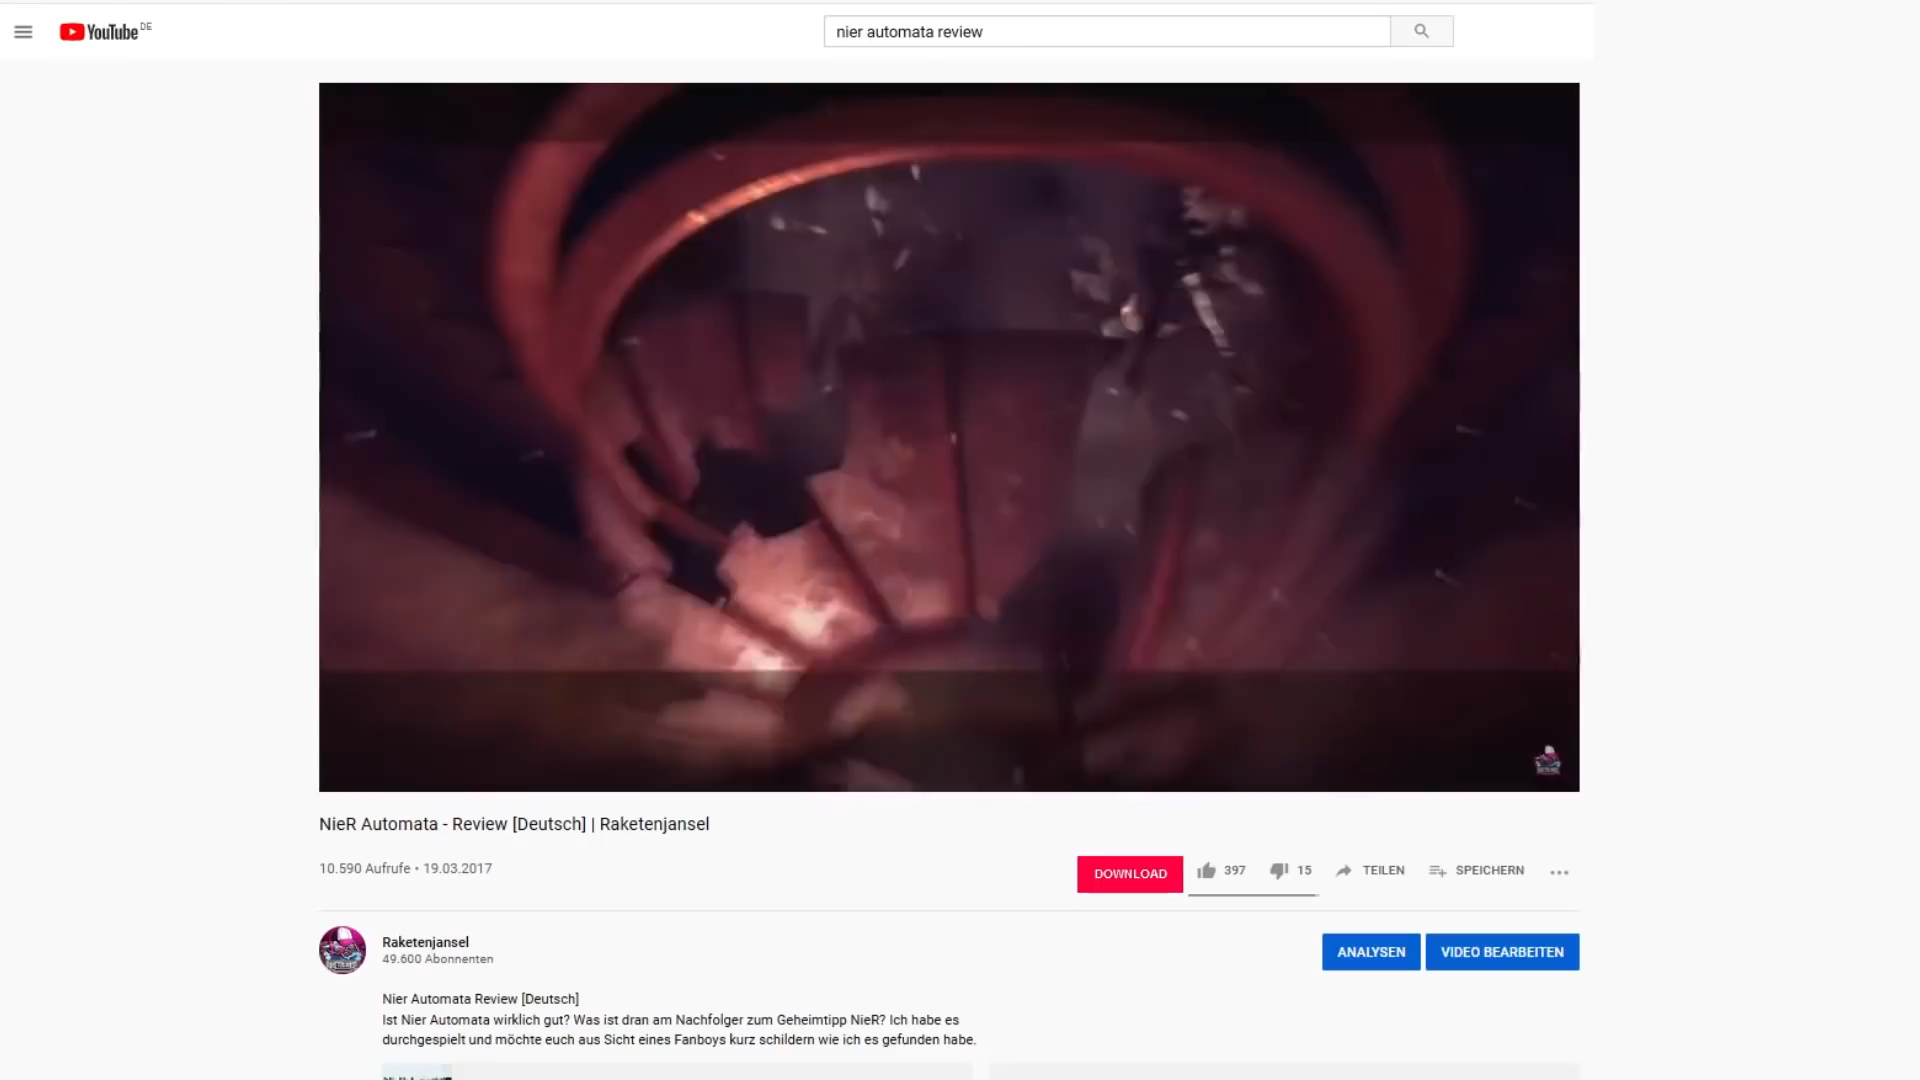 YouTube DE
nier automata review
NieR Automata - Review [Deutsch] | Raketenjansel
10.590 Aufrufe • 19.03.2017
DOWNLOAD
397
15
TEILEN
SPEICHERN
Raketenjansel
49.600 Abonnenten
ANALYSEN
VIDEO BEARBEITEN
Nier Automata Review [Deutsch]
Ist Nier Automata wirklich gut? Was ist dran am Nachfolger zum Geheimtipp NieR? Ich habe es
durchgespielt und möchte euch aus Sicht eines Fanboys kurz schildern wie ich es gefunden habe.